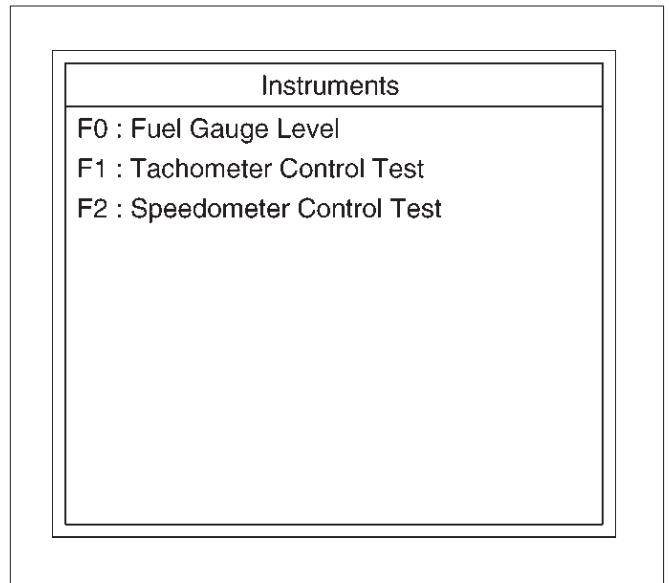 Instruments
F0 : Fuel Gauge Level
F1 : Tachometer Control Test
F2 : Speedometer Control Test